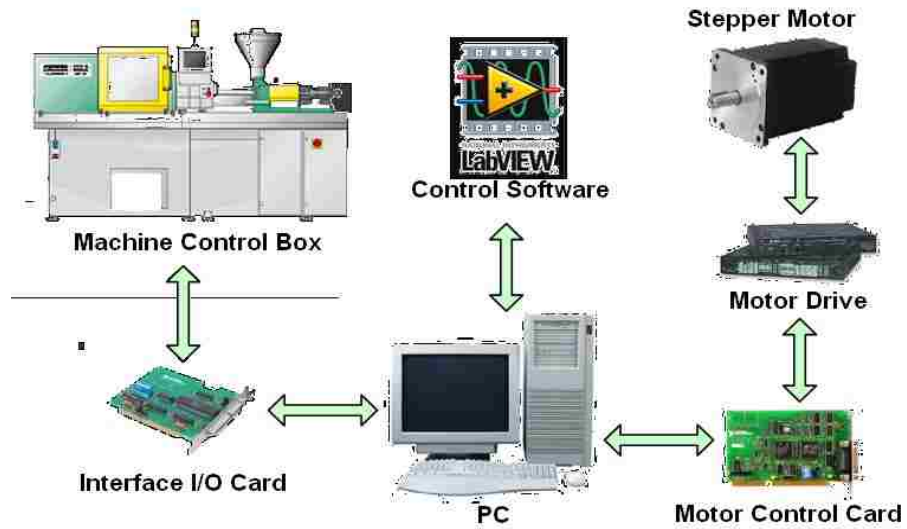 Stepper Motor
LabVIEW
Control Software
Machine Control Box
Motor Drive
Interface I/O Card
PC
Motor Control Card